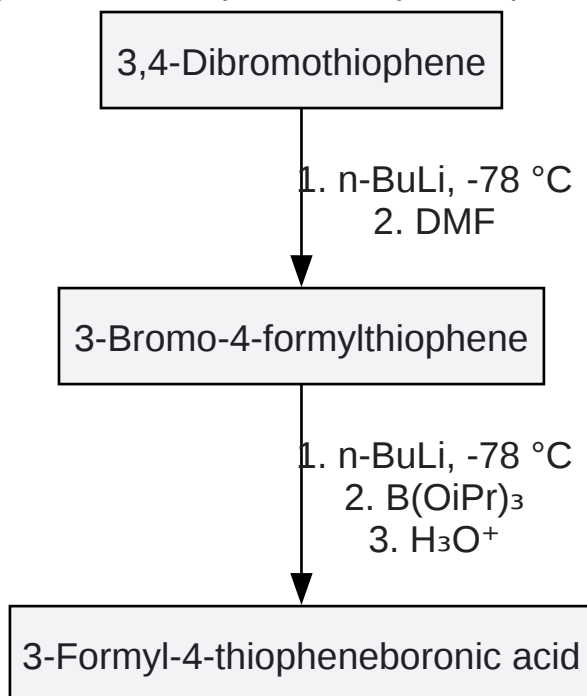 3,4-Dibromothiophene
1. n-BuLi, -78 °C
2. DMF
3-Bromo-4-formylthiophene
1. n-BuLi, -78 °C
2. B(OiPr)₃
3. H₃O⁺
3-Formyl-4-thiopheneboronic acid